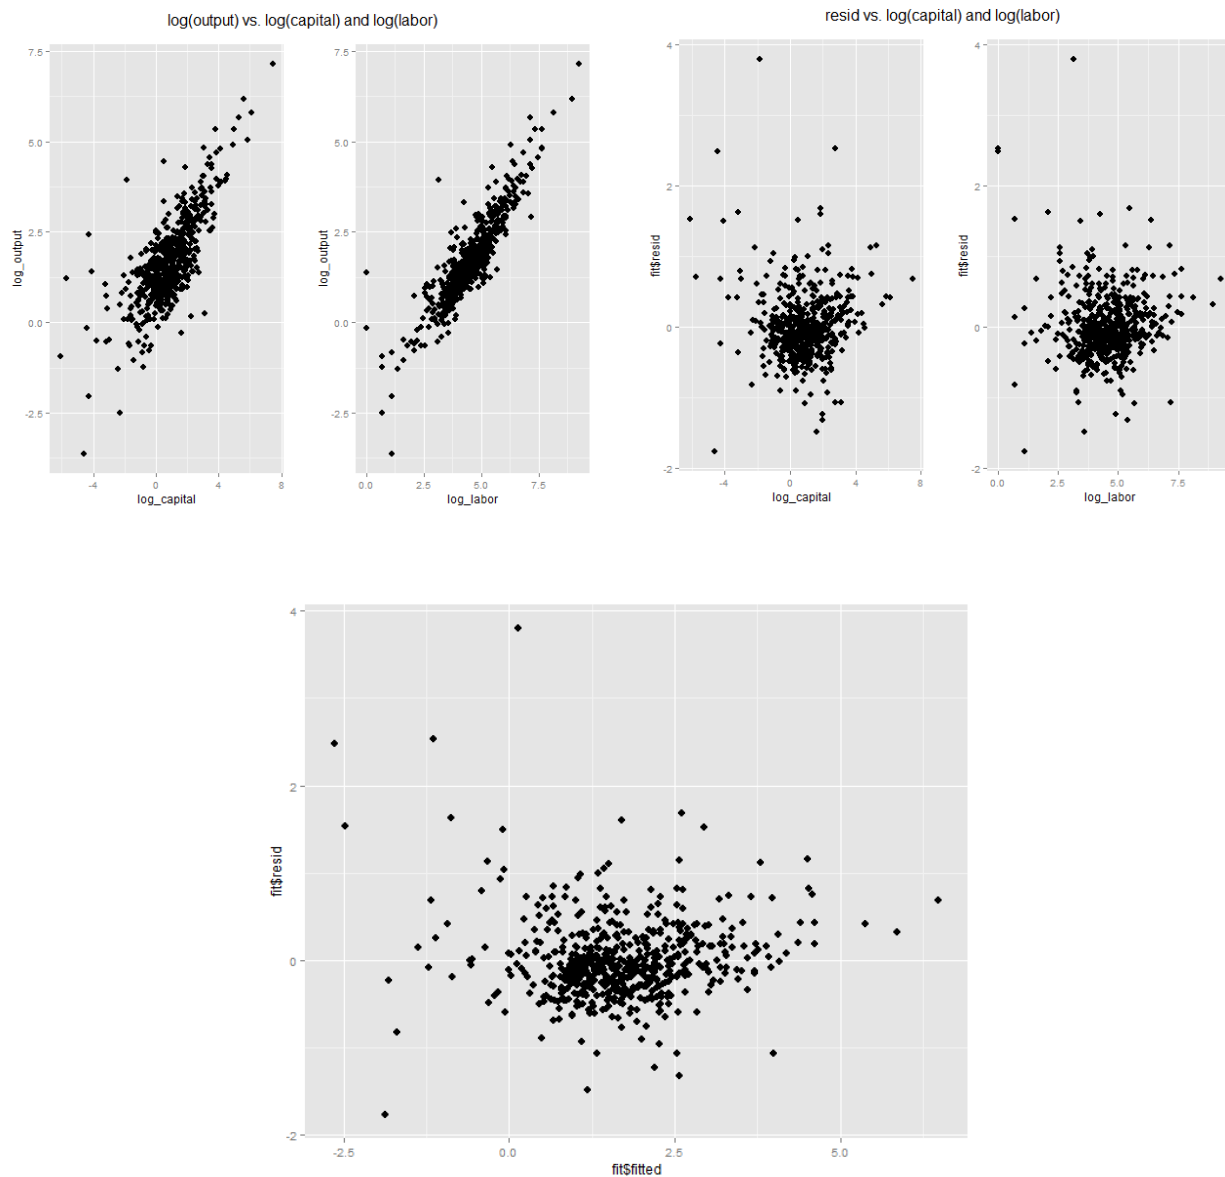 log(output) vs. log(capital) and log(labor)
7.5
5.0
2.5
0.0
-2.5
log_output
-4 0 4 8
log_capital
7.5
5.0
2.5
0.0
-2.5
log_output
0.0 2.5 5.0 7.5
log_labor
resid vs. log(capital) and log(labor)
4
2
0
-2
fit$resid
-4 0 4 8
log_capital
4
2
0
-2
fit$resid
0.0 2.5 5.0 7.5
log_labor
4
2
0
-2
fit$resid
-2.5 0.0 2.5 5.0
fit$fitted